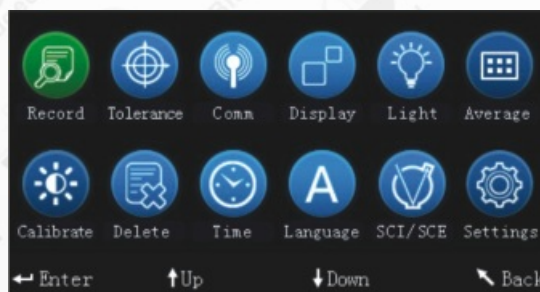 Record Tolerance Comm Display Light Average
A
Calibrate Delete Time Language SCI/SCE Settings
Enter Up Down Back